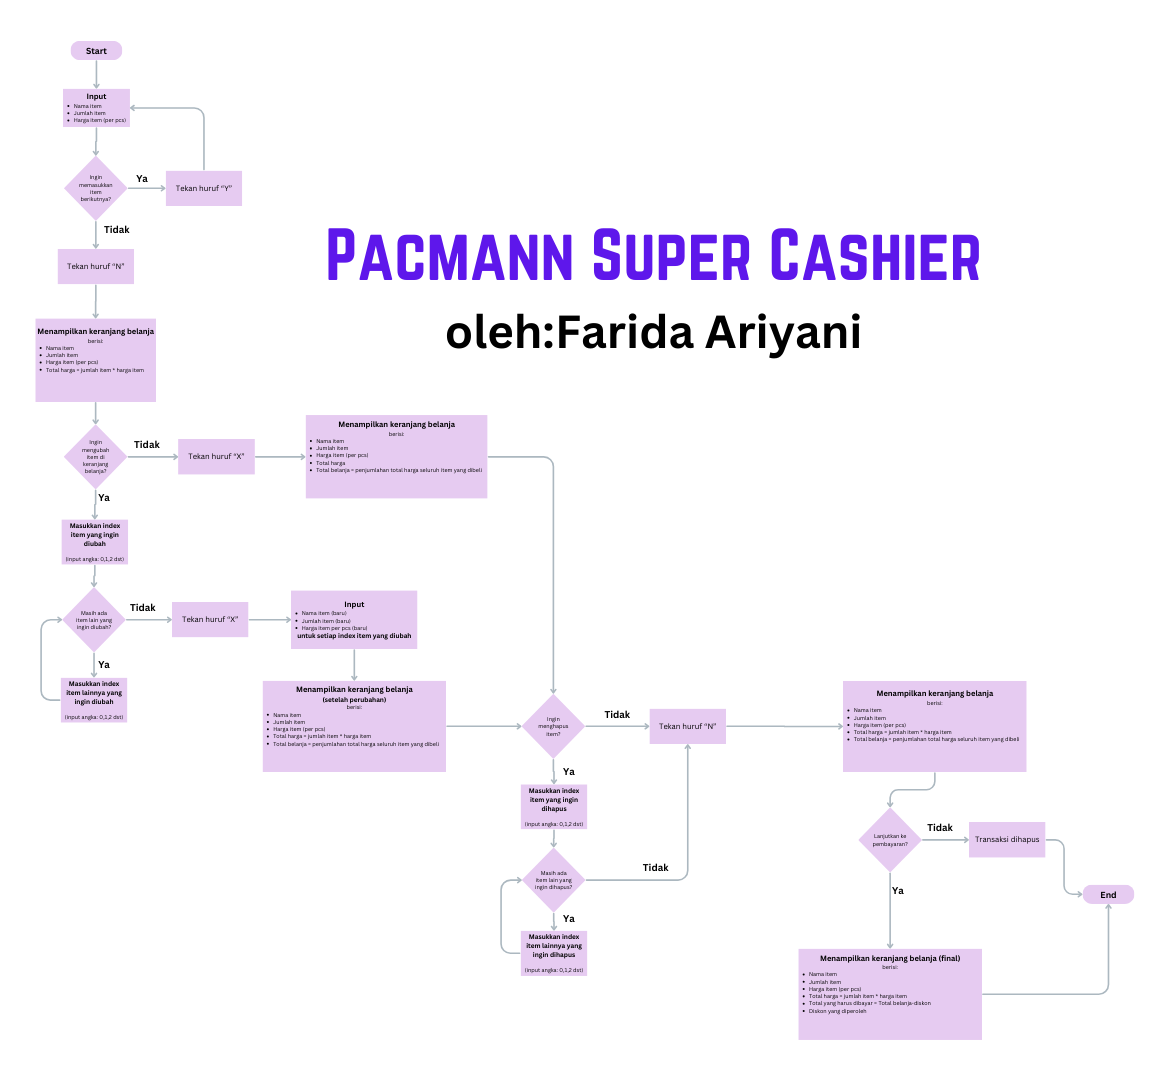 Start
Input
Nama item
Jumlah item
Harga item (per pcs)
Ingin
memasukkan
item
berikutnya?
Ya
Tekan huruf “Y”
Tidak
Tekan huruf “N”
Pacmann Super Cashier
oleh:Farida Ariyani
Menampilkan keranjang belanja
berisi:
Nama item
Jumlah item
Harga item (per pcs)
Total harga = jumlah item * harga item
Ingin
mengubah
item di
keranjang
belanja?
Tidak
Tekan huruf “X”
Menampilkan keranjang belanja
berisi:
Nama item
Jumlah item
Harga item (per pcs)
Total harga
Total belanja = penjumlahan total harga seluruh item yang dibeli
Ya
Masukkan index
item yang ingin
diubah
(input angka: 0,1,2 dst)
Masih ada
item lain yang
ingin diubah?
Tidak
Tekan huruf “X”
Input
Nama item (baru)
Jumlah item (baru)
Harga item per pcs (baru)
untuk setiap index item yang diubah
Ya
Masukkan index
item lainnya yang
ingin diubah
(input angka: 0,1,2 dst)
Menampilkan keranjang belanja
(setelah perubahan)
berisi:
Nama item
Jumlah item
Harga item (per pcs)
Total harga = jumlah item * harga item
Total belanja = penjumlahan total harga seluruh item yang dibeli
Ingin
menghapus
item?
Tidak
Tekan huruf “N”
Ya
Masukkan index
item yang ingin
dihapus
(input angka: 0,1,2 dst)
Masih ada
item lain yang
ingin dihapus?
Tidak
Ya
Masukkan index
item lainnya yang
ingin dihapus
(input angka: 0,1,2 dst)
Menampilkan keranjang belanja
berisi:
Nama item
Jumlah item
Harga item (per pcs)
Total harga = jumlah item * harga item
Total belanja = penjumlahan total harga seluruh item yang dibeli
Lanjutkan ke
pembayaran?
Tidak
Transaksi dihapus
Ya
End
Menampilkan keranjang belanja (final)
berisi:
Nama item
Jumlah item
Harga item (per pcs)
Total harga = jumlah item * harga item
Total yang harus dibayar = Total belanja-diskon
Diskon yang diperoleh